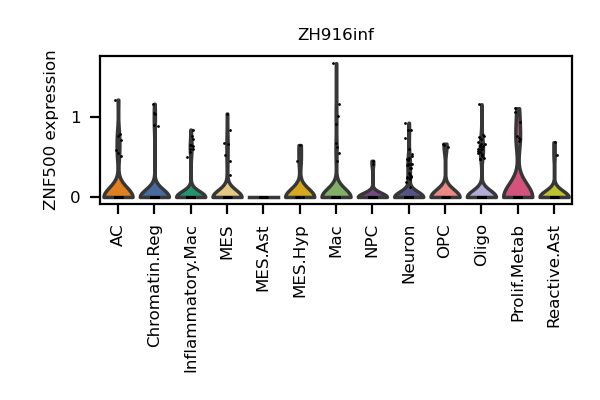 ZH916inf
ZNF500 expression
1
0
AC
Chromatin.Reg
Inflammatory.Mac
MES
MES.Ast
MES.Hyp
Mac
NPC
Neuron
OPC
Oligo
Prolif.Metab
Reactive.Ast